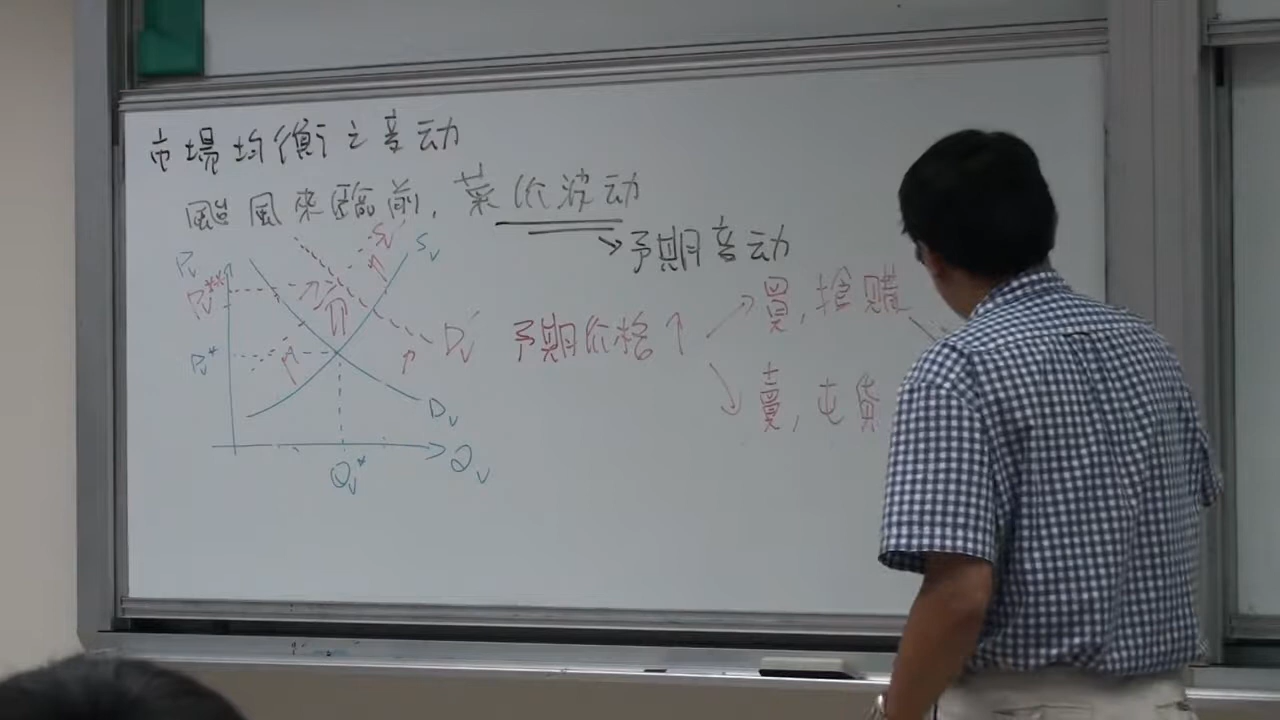 市場均衡之变动
颱風來臨前，菜价波动
→予期变动
Sv'
Sv
Pv
Pv**
Pv*
Dv'
Dv
Qv*
Qv
予期价格↑
買，搶購
賣，屯貨